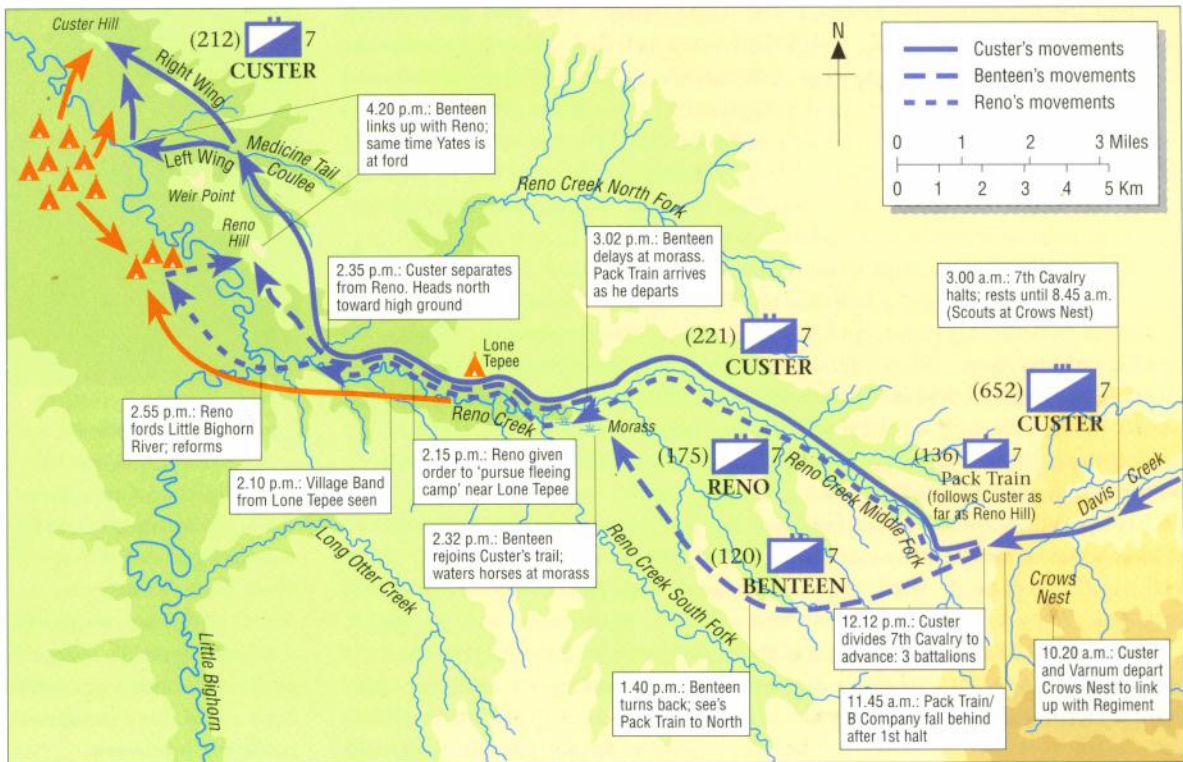 Custer Hill
(212) 7
CUSTER
Right Wing
N
Custer's movements
Benteen's movements
Reno's movements
0 1 2 3 Miles
0 1 2 3 4 5 Km
4.20 p.m.: Benteen
links up with Reno;
same time Yates is
at ford
Left Wing
Medicine Tail
Coulee
Weir Point
Reno
Hill
Reno Creek North Fork
2.35 p.m.: Custer separates
from Reno. Heads north
toward high ground
3.02 p.m.: Benteen
delays at morass.
Pack Train arrives
as he departs
3.00 a.m.: 7th Cavalry
halts; rests until 8.45 a.m.
(Scouts at Crows Nest)
(221) 7
CUSTER
(652) 7
CUSTER
Lone
Tepee
Reno Creek
Morass
2.55 p.m.: Reno
fords Little Bighorn
River; reforms
2.10 p.m.: Village Band
from Lone Tepee seen
2.15 p.m.: Reno given
order to 'pursue fleeing
camp' near Lone Tepee
2.32 p.m.: Benteen
rejoins Custer's trail;
waters horses at morass
(175) 7
RENO
Reno Creek Middle Fork
(136) 7
Pack Train
(follows Custer as
far as Reno Hill)
Davis Creek
Long Otter Creek
Reno Creek South Fork
(120) 7
BENTEEN
Crows
Nest
Little Bighorn
1.40 p.m.: Benteen
turns back; see's
Pack Train to North
12.12 p.m.: Custer
divides 7th Cavalry to
advance: 3 battalions
11.45 a.m.: Pack Train/
B Company fall behind
after 1st halt
10.20 a.m.: Custer
and Varnum depart
Crows Nest to link
up with Regiment